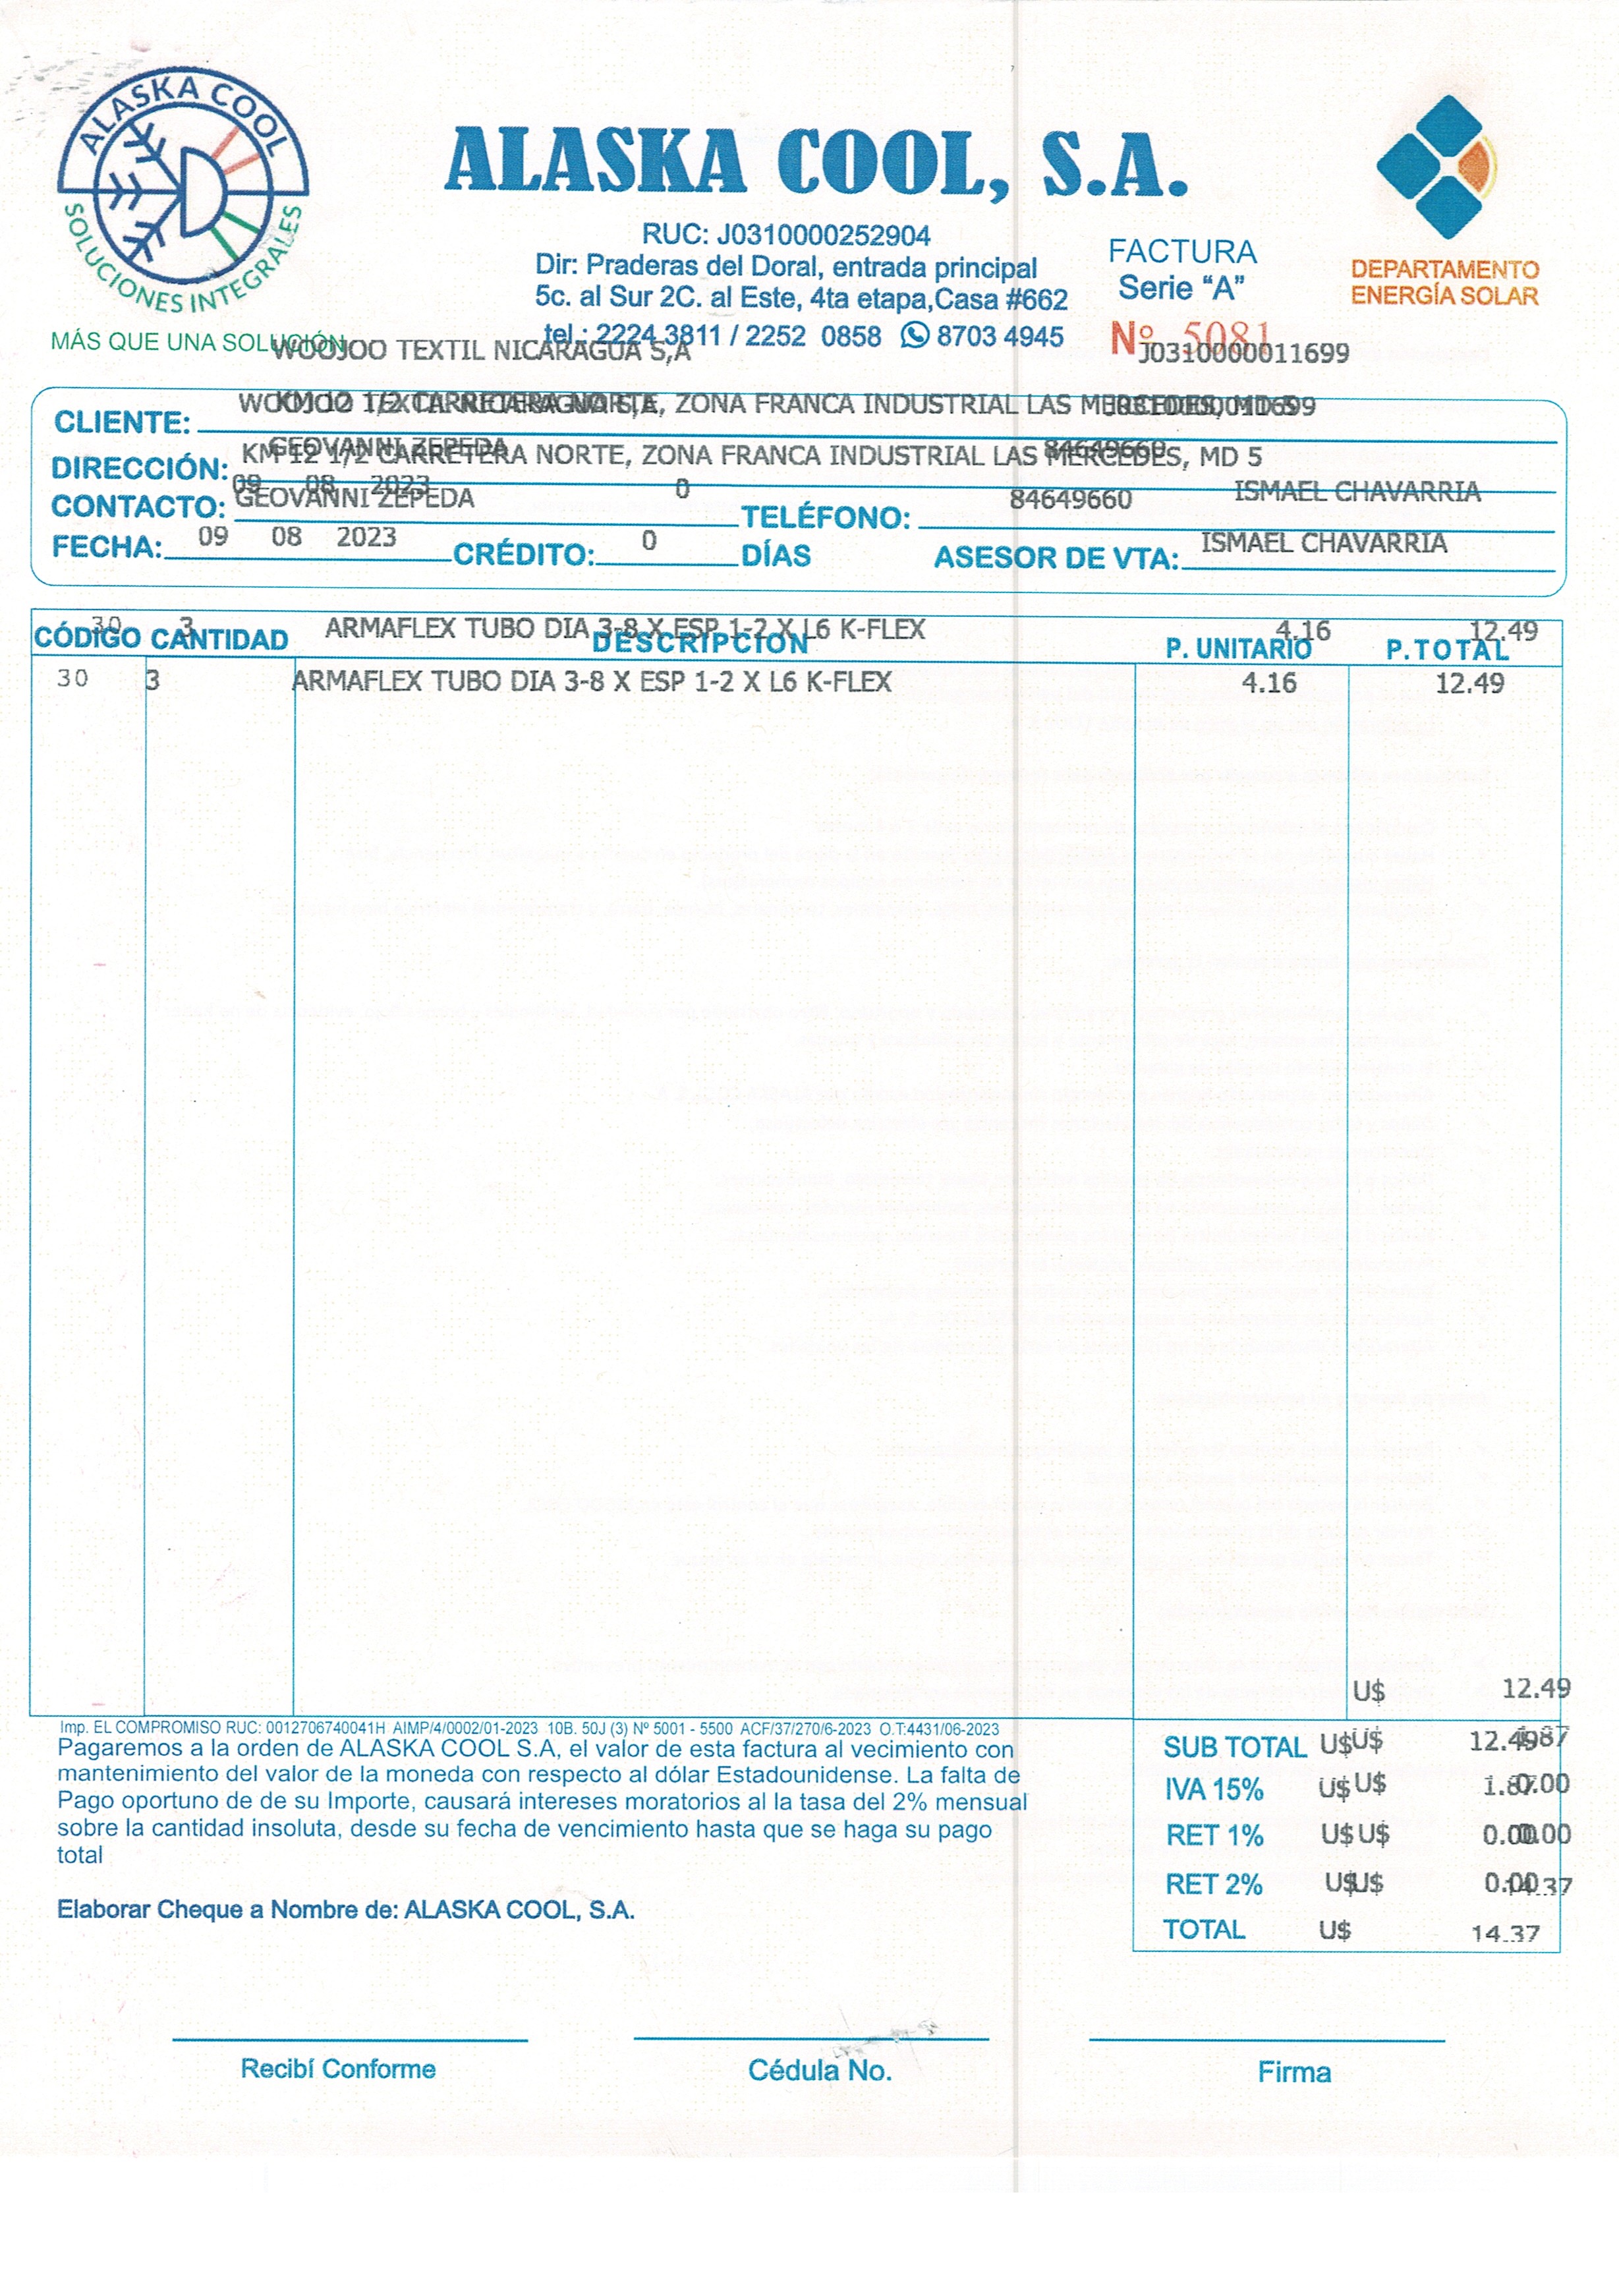 ALASKA COOL
SOLUCIONES INTEGRALES
MÁS QUE UNA SOLUCIÓN
ALASKA COOL, S.A.
RUC: J0310000252904
Dir: Praderas del Doral, entrada principal
5c. al Sur 2C. al Este, 4ta etapa,Casa #662
tel.: 2224 3811 / 2252 0858 8703 4945
FACTURA
Serie “A”
Nº 5081
DEPARTAMENTO
ENERGÍA SOLAR
WOOJOO TEXTIL NICARAGUA S,A J0310000011699
KM 12 1/2 CARRETERA NORTE, ZONA FRANCA INDUSTRIAL LAS MERCEDES, MD 5
CLIENTE: WOOJOO TEXTIL NICARAGUA S,A J0310000011699
GEOVANNI ZEPEDA 84649660
DIRECCIÓN: KM 12 1/2 CARRETERA NORTE, ZONA FRANCA INDUSTRIAL LAS MERCEDES, MD 5
09 08 2023 0 ISMAEL CHAVARRIA
CONTACTO: GEOVANNI ZEPEDA TELÉFONO: 84649660
FECHA: 09 08 2023 CRÉDITO: 0 DÍAS ASESOR DE VTA: ISMAEL CHAVARRIA
30 3 ARMAFLEX TUBO DIA 3-8 X ESP 1-2 X L6 K-FLEX 4.16 12.49
CÓDIGO CANTIDAD DESCRIPCION P. UNITARIO P.TOTAL
30 3 ARMAFLEX TUBO DIA 3-8 X ESP 1-2 X L6 K-FLEX 4.16 12.49
U$ 12.49
Imp. EL COMPROMISO RUC: 0012706740041H AIMP/4/0002/01-2023 10B. 50J (3) Nº 5001 - 5500 ACF/37/270/6-2023 O.T:4431/06-2023
Pagaremos a la orden de ALASKA COOL S.A, el valor de esta factura al vecimiento con
mantenimiento del valor de la moneda con respecto al dólar Estadounidense. La falta de
Pago oportuno de de su Importe, causará intereses moratorios al la tasa del 2% mensual
sobre la cantidad insoluta, desde su fecha de vencimiento hasta que se haga su pago
total
Elaborar Cheque a Nombre de: ALASKA COOL, S.A.
SUB TOTAL U$ U$ 12.49 1.87
IVA 15% U$ U$ 1.87 0.00
RET 1% U$ U$ 0.00 0.00
RET 2% U$ U$ 0.00 14.37
TOTAL U$ 14.37
Recibí Conforme
Cédula No.
Firma